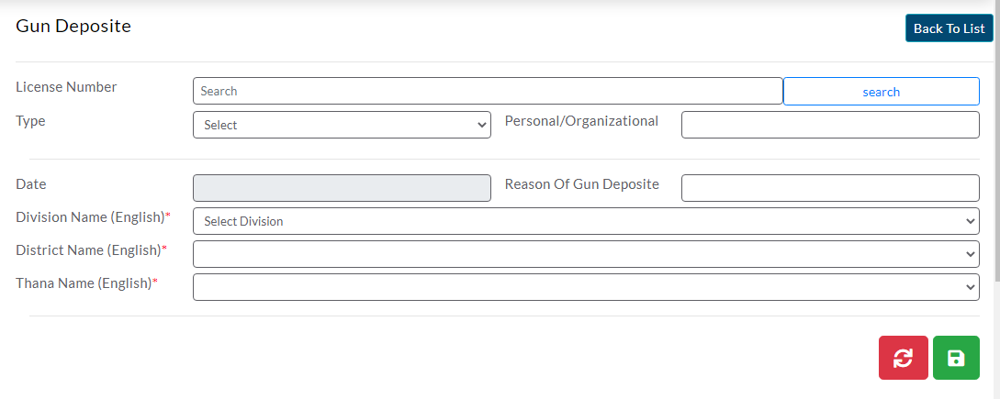 Gun Deposite
Back To List
License Number Search search
Type Select Personal/Organizational
Date Reason Of Gun Deposite
Division Name (English)* Select Division
District Name (English)*
Thana Name (English)*